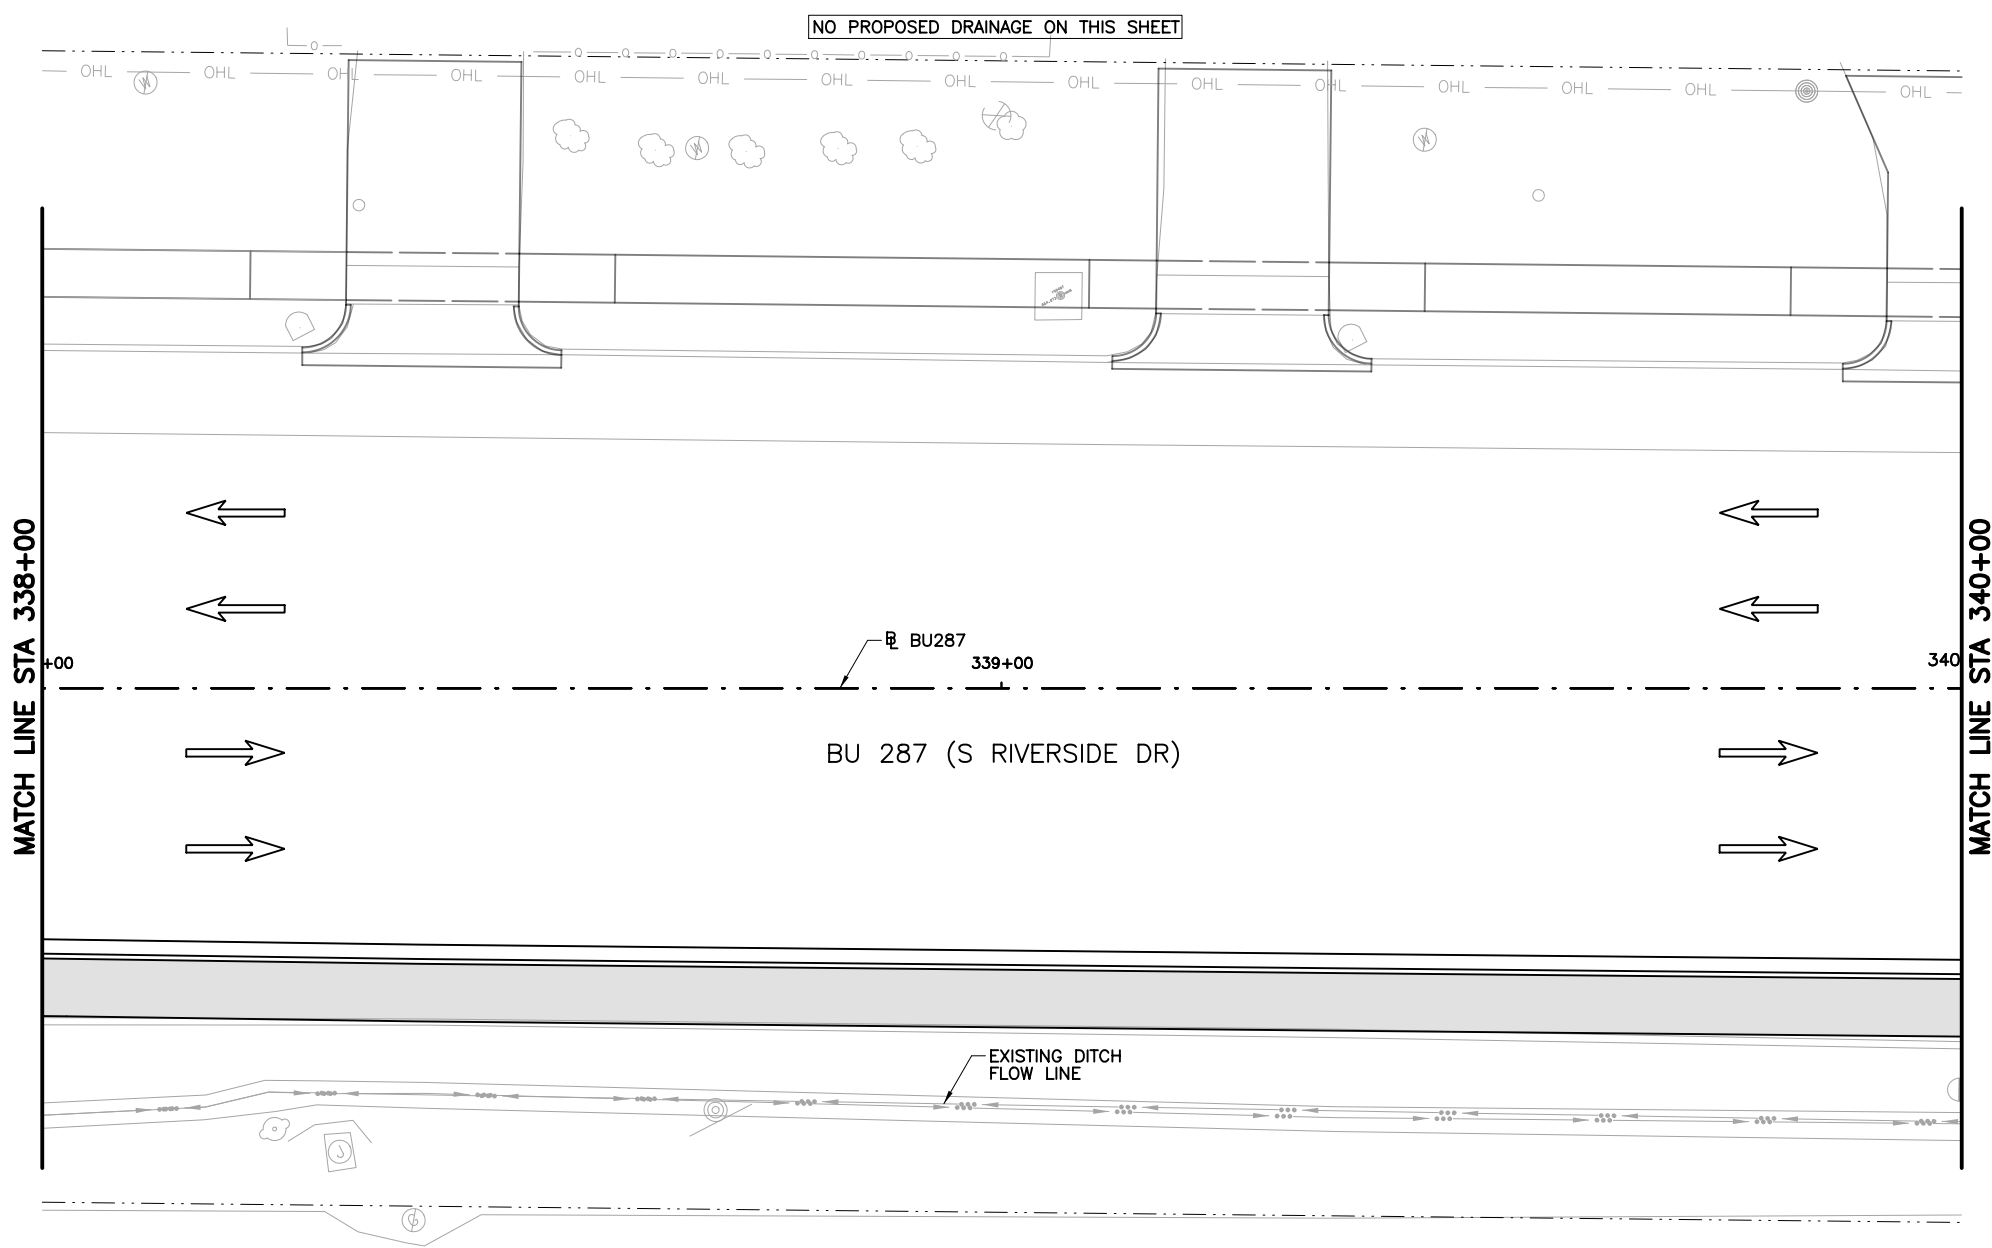 NO PROPOSED DRAINAGE ON THIS SHEET
OHL OHL OHL OHL OHL OHL OHL OHL OHL OHL OHL OHL OHL OHL OHL
W
W
W
MATCH LINE STA 338+00
MATCH LINE STA 340+00
BL BU287
+00
339+00
340
BU 287 (S RIVERSIDE DR)
EXISTING DITCH
FLOW LINE
J
G